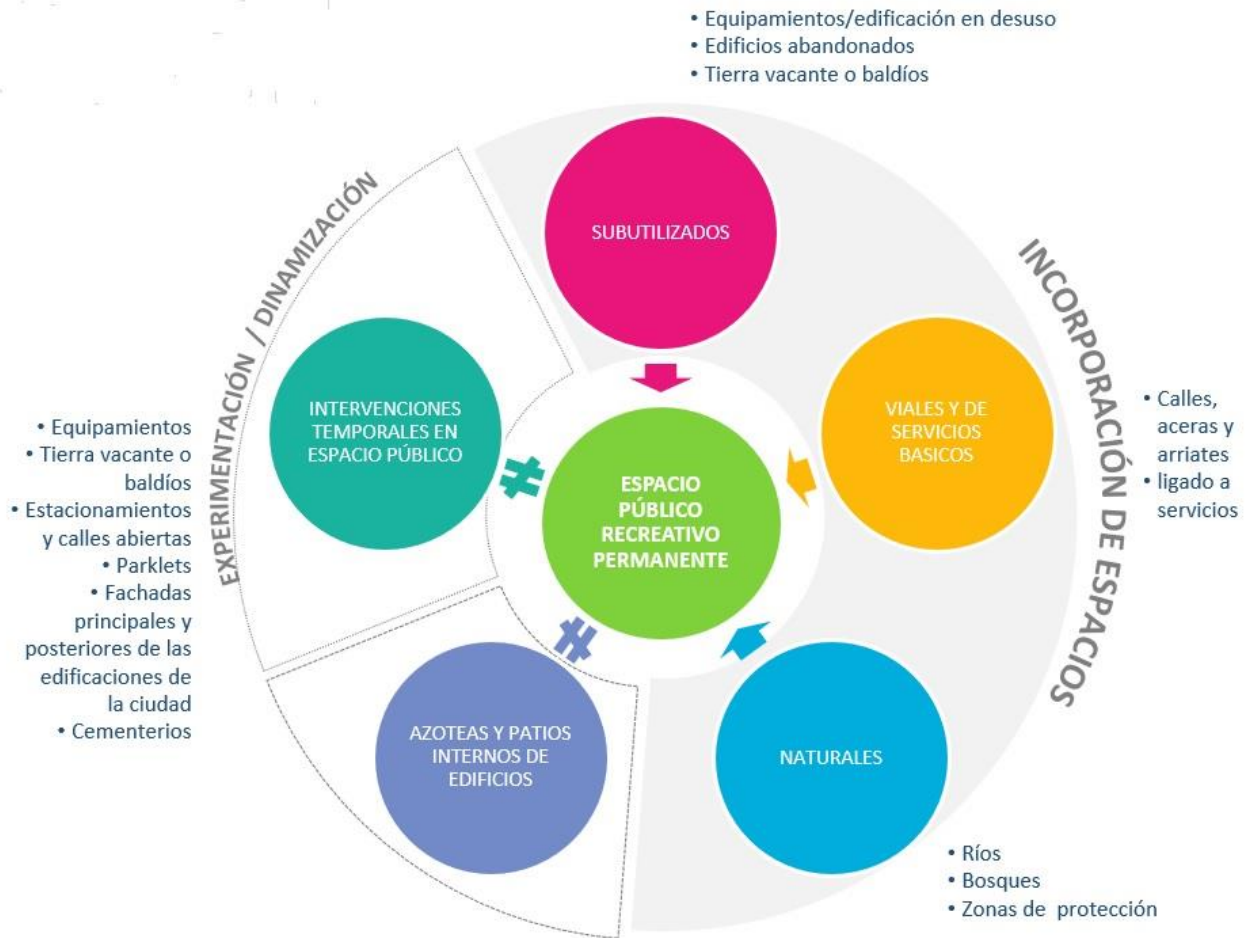 • Equipamientos/edificación en desuso
• Edificios abandonados
• Tierra vacante o baldíos
EXPERIMENTACIÓN / DINAMIZACIÓN
INCORPORACIÓN DE ESPACIOS
SUBUTILIZADOS
INTERVENCIONES
TEMPORALES EN
ESPACIO PÚBLICO
VIALES Y DE
SERVICIOS
BASICOS
• Calles,
aceras y
arriates
• ligado a
servicios
• Equipamientos
• Tierra vacante o
baldíos
• Estacionamientos
y calles abiertas
• Parklets
• Fachadas
principales y
posteriores de las
edificaciones de
la ciudad
• Cementerios
≠
ESPACIO
PÚBLICO
RECREATIVO
PERMANENTE
≠
AZOTEAS Y PATIOS
INTERNOS DE
EDIFICIOS
NATURALES
• Ríos
• Bosques
• Zonas de protección